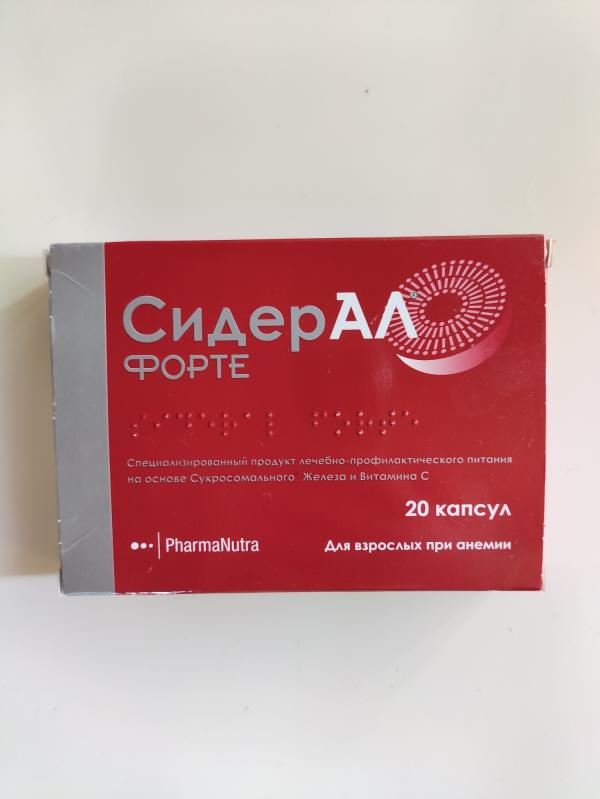 СидерАЛ®
ФОРТЕ
Специализированный продукт лечебно-профилактического питания
на основе Сукросомального Железа и Витамина С
20 капсул
PharmaNutra
Для взрослых при анемии